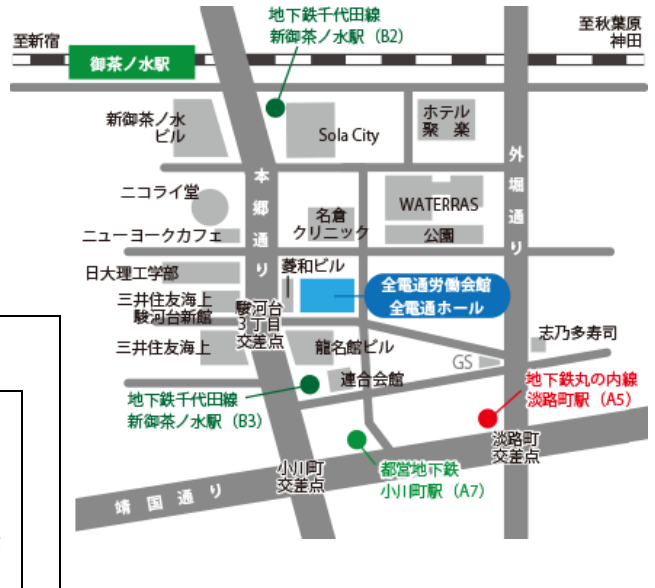 地下鉄千代田線
新御茶ノ水駅（B2）
至秋葉原
神田
至新宿
御茶ノ水駅
新御茶ノ水
ビル
Sola City
ホテル
聚　楽
外堀通り
本郷通り
ニコライ堂
名倉
クリニック
WATERRAS
ニューヨークカフェ
公園
日大理工学部
菱和ビル
全電通労働会館
全電通ホール
三井住友海上
駿河台新館
駿河台
3丁目
交差点
三井住友海上
龍名館ビル
志乃多寿司
GS
連合会館
地下鉄千代田線
新御茶ノ水駅（B3）
地下鉄丸の内線
淡路町駅（A5）
淡路町
交差点
小川町
交差点
都営地下鉄
小川町駅（A7）
靖国通り